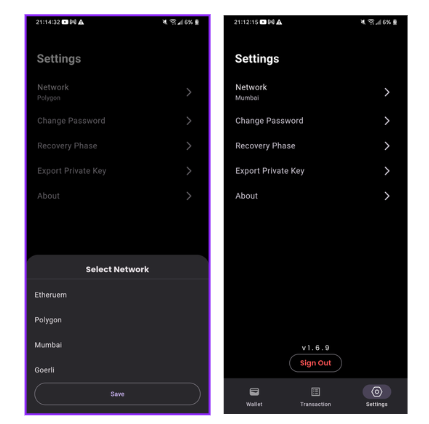 21:14:32
6%
Settings
Network
Polygon
Change Password
Recovery Phase
Export Private Key
About
Select Network
Etheruem
Polygon
Mumbai
Goerli
Save
21:12:15
6%
Settings
Network
Mumbai
Change Password
Recovery Phase
Export Private Key
About
v1.6.9
Sign Out
Wallet
Transaction
Settings